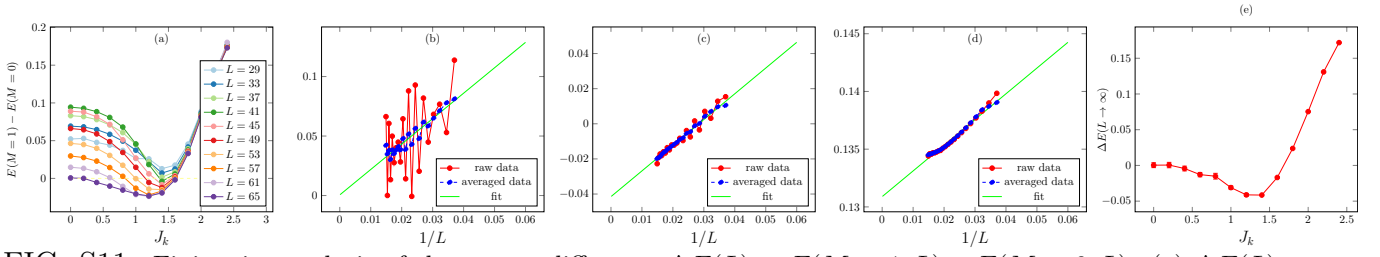 (e)
(a)
E(M = 1) − E(M = 0)
0.2
0.15
0.1
0.05
0
L = 29
L = 33
L = 37
L = 41
L = 45
L = 49
L = 53
L = 57
L = 61
L = 65
0 0.5 1 1.5 2 2.5 3
J_k
(b)
0.1
0.05
0
raw data
averaged data
fit
0 0.01 0.02 0.03 0.04 0.05 0.06
1/L
(c)
0.04
0.02
0
−0.02
−0.04
raw data
averaged data
fit
0 0.01 0.02 0.03 0.04 0.05 0.06
1/L
(d)
0.145
0.14
0.135
0.13
raw data
averaged data
fit
0 0.01 0.02 0.03 0.04 0.05 0.06
1/L
Δ E(L → ∞)
0.15
0.10
0.05
0.00
−0.05
0 0.5 1 1.5 2 2.5
J_k